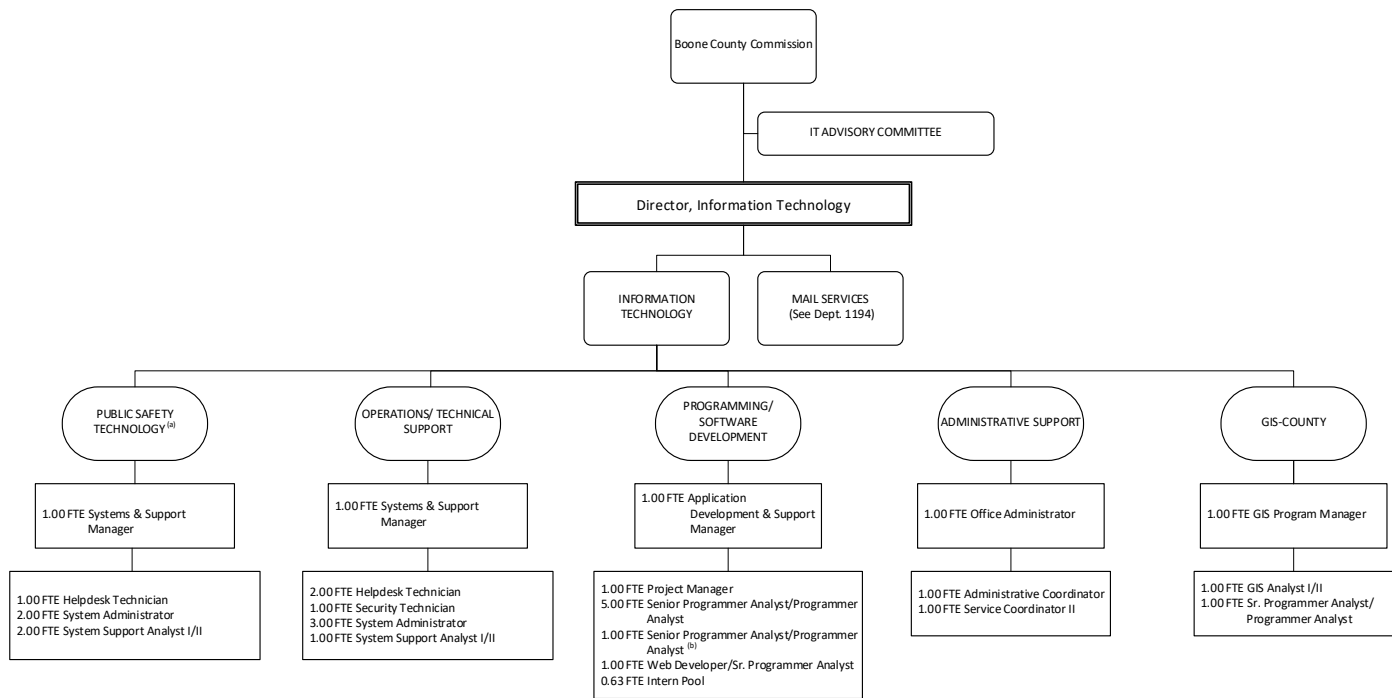 Boone County Commission
IT ADVISORY COMMITTEE
Director, Information Technology
INFORMATION
TECHNOLOGY
MAIL SERVICES
(See Dept. 1194)
PUBLIC SAFETY
TECHNOLOGY (a)
OPERATIONS/ TECHNICAL
SUPPORT
PROGRAMMING/
SOFTWARE
DEVELOPMENT
ADMINISTRATIVE SUPPORT
GIS-COUNTY
1.00 FTE Systems & Support
Manager
1.00 FTE Systems & Support
Manager
1.00 FTE Application
Development & Support
Manager
1.00 FTE Office Administrator
1.00 FTE GIS Program Manager
1.00 FTE Helpdesk Technician
2.00 FTE System Administrator
2.00 FTE System Support Analyst I/II
2.00 FTE Helpdesk Technician
1.00 FTE Security Technician
3.00 FTE System Administrator
1.00 FTE System Support Analyst I/II
1.00 FTE Project Manager
5.00 FTE Senior Programmer Analyst/Programmer
Analyst
1.00 FTE Senior Programmer Analyst/Programmer
Analyst (b)
1.00 FTE Web Developer/Sr. Programmer Analyst
0.63 FTE Intern Pool
1.00 FTE Administrative Coordinator
1.00 FTE Service Coordinator II
1.00 FTE GIS Analyst I/II
1.00 FTE Sr. Programmer Analyst/
Programmer Analyst